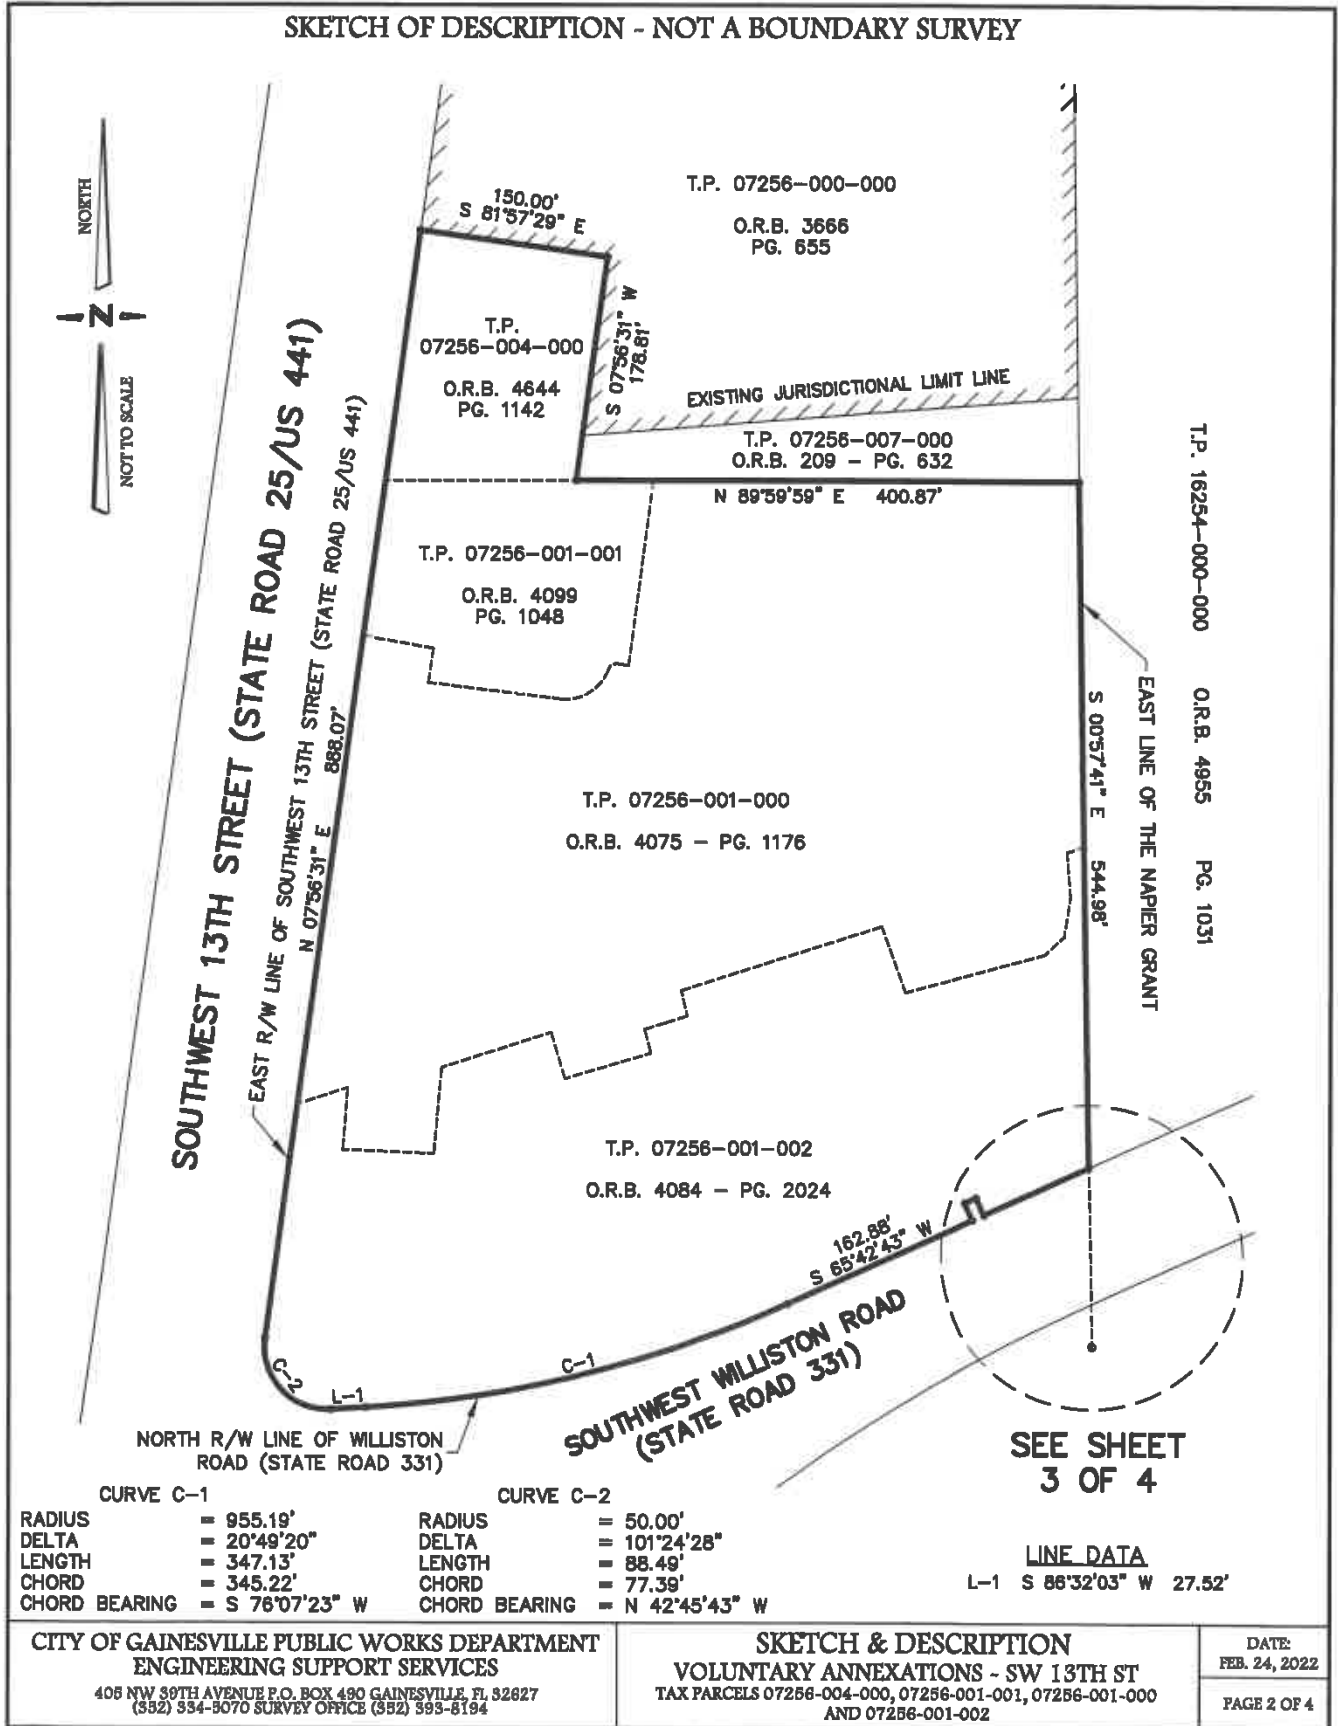 SKETCH OF DESCRIPTION - NOT A BOUNDARY SURVEY
NORTH
N
NOT TO SCALE
150.00'
S 81°57'29" E
T.P. 07256-000-000
O.R.B. 3666
PG. 655
T.P.
07256-004-000
O.R.B. 4644
PG. 1142
S 07°56'31" W
178.81'
EXISTING JURISDICTIONAL LIMIT LINE
T.P. 07256-007-000
O.R.B. 209 - PG. 632
N 89°59'59" E 400.87'
T.P. 16254-000-000 O.R.B. 4955 PG. 1031
SOUTHWEST 13TH STREET (STATE ROAD 25/US 441)
EAST R/W LINE OF SOUTHWEST 13TH STREET (STATE ROAD 25/US 441)
N 07°56'31" E 888.07'
T.P. 07256-001-001
O.R.B. 4099
PG. 1048
S 00°57'41" E 544.98'
EAST LINE OF THE NAPIER GRANT
T.P. 07256-001-000
O.R.B. 4075 - PG. 1176
T.P. 07256-001-002
O.R.B. 4084 - PG. 2024
162.88'
S 65°42'43" W
C-2
L-1
C-1
SOUTHWEST WILLISTON ROAD
(STATE ROAD 331)
NORTH R/W LINE OF WILLISTON
ROAD (STATE ROAD 331)
SEE SHEET
3 OF 4
CURVE C-1
RADIUS = 955.19'
DELTA = 20°49'20"
LENGTH = 347.13'
CHORD = 345.22'
CHORD BEARING = S 76°07'23" W
CURVE C-2
RADIUS = 50.00'
DELTA = 101°24'28"
LENGTH = 88.49'
CHORD = 77.39'
CHORD BEARING = N 42°45'43" W
LINE DATA
L-1 S 86°32'03" W 27.52'
CITY OF GAINESVILLE PUBLIC WORKS DEPARTMENT
ENGINEERING SUPPORT SERVICES
405 NW 39TH AVENUE P.O. BOX 490 GAINESVILLE, FL 32627
(352) 334-5070 SURVEY OFFICE (352) 393-8194
SKETCH & DESCRIPTION
VOLUNTARY ANNEXATIONS - SW 13TH ST
TAX PARCELS 07256-004-000, 07256-001-001, 07256-001-000
AND 07256-001-002
DATE:
FEB. 24, 2022
PAGE 2 OF 4